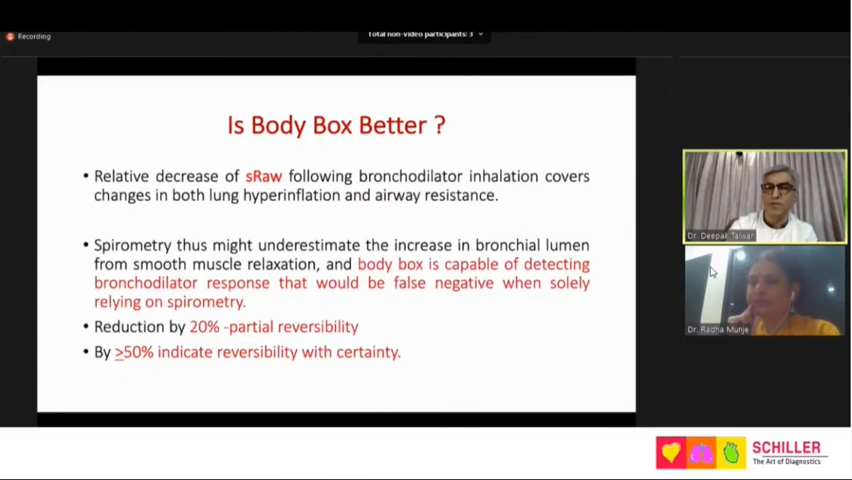 Recording
Total non-video participants: 3
Is Body Box Better ?
• Relative decrease of sRaw following bronchodilator inhalation covers
changes in both lung hyperinflation and airway resistance.
• Spirometry thus might underestimate the increase in bronchial lumen
from smooth muscle relaxation, and body box is capable of detecting
bronchodilator response that would be false negative when solely
relying on spirometry.
• Reduction by 20% -partial reversibility
• By ≥50% indicate reversibility with certainty.
Dr. Deepak Talwar
Dr. Radha Munje
SCHILLER
The Art of Diagnostics